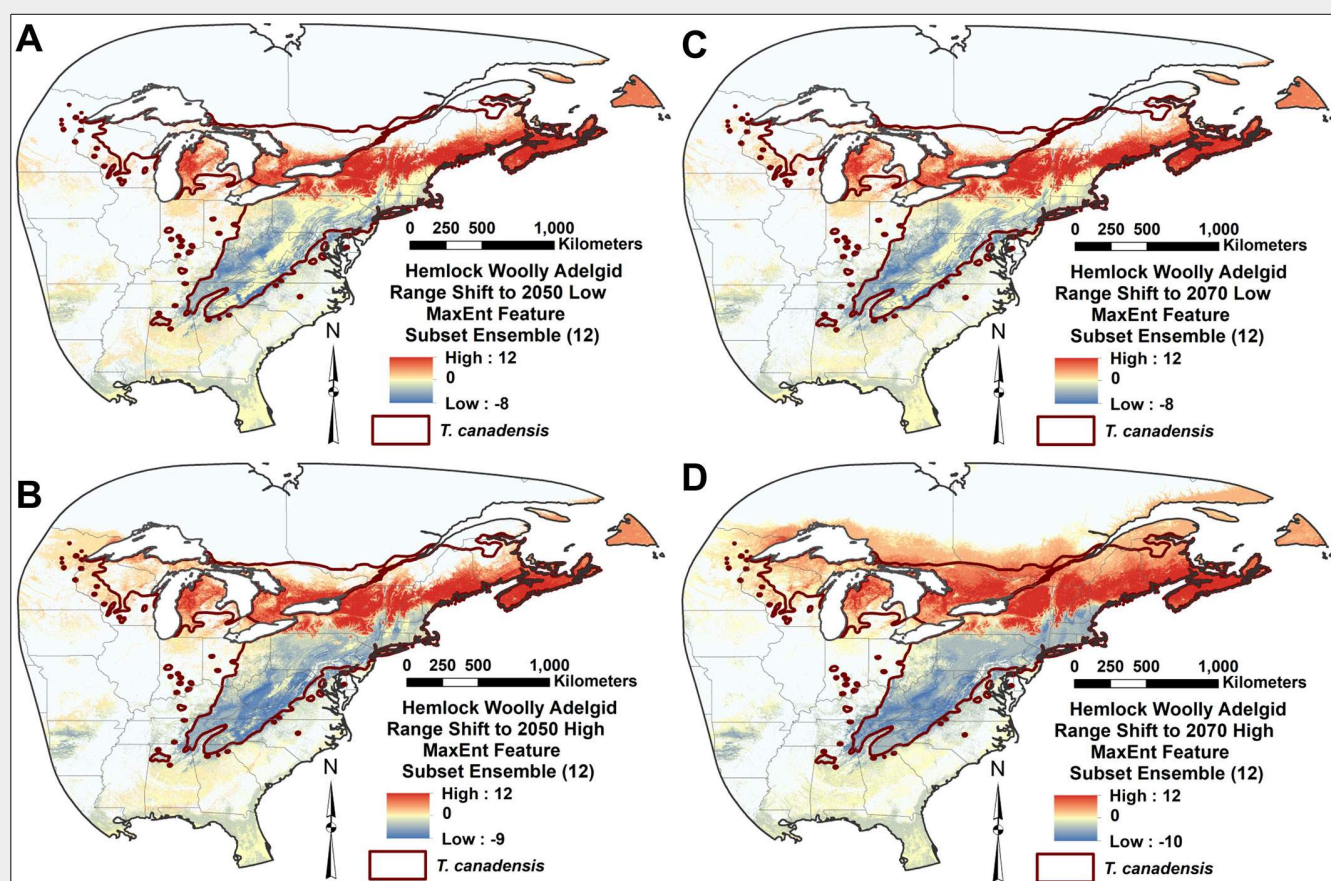 A
0 250 500 1,000
Kilometers
Hemlock Woolly Adelgid
Range Shift to 2050 Low
MaxEnt Feature
Subset Ensemble (12)
N
High : 12
0
Low : -8
T. canadensis
C
0 250 500 1,000
Kilometers
Hemlock Woolly Adelgid
Range Shift to 2070 Low
MaxEnt Feature
Subset Ensemble (12)
N
High : 12
0
Low : -8
T. canadensis
B
0 250 500 1,000
Kilometers
Hemlock Woolly Adelgid
Range Shift to 2050 High
MaxEnt Feature
Subset Ensemble (12)
N
High : 12
0
Low : -9
T. canadensis
D
0 250 500 1,000
Kilometers
Hemlock Woolly Adelgid
Range Shift to 2070 High
MaxEnt Feature
Subset Ensemble (12)
N
High : 12
0
Low : -10
T. canadensis